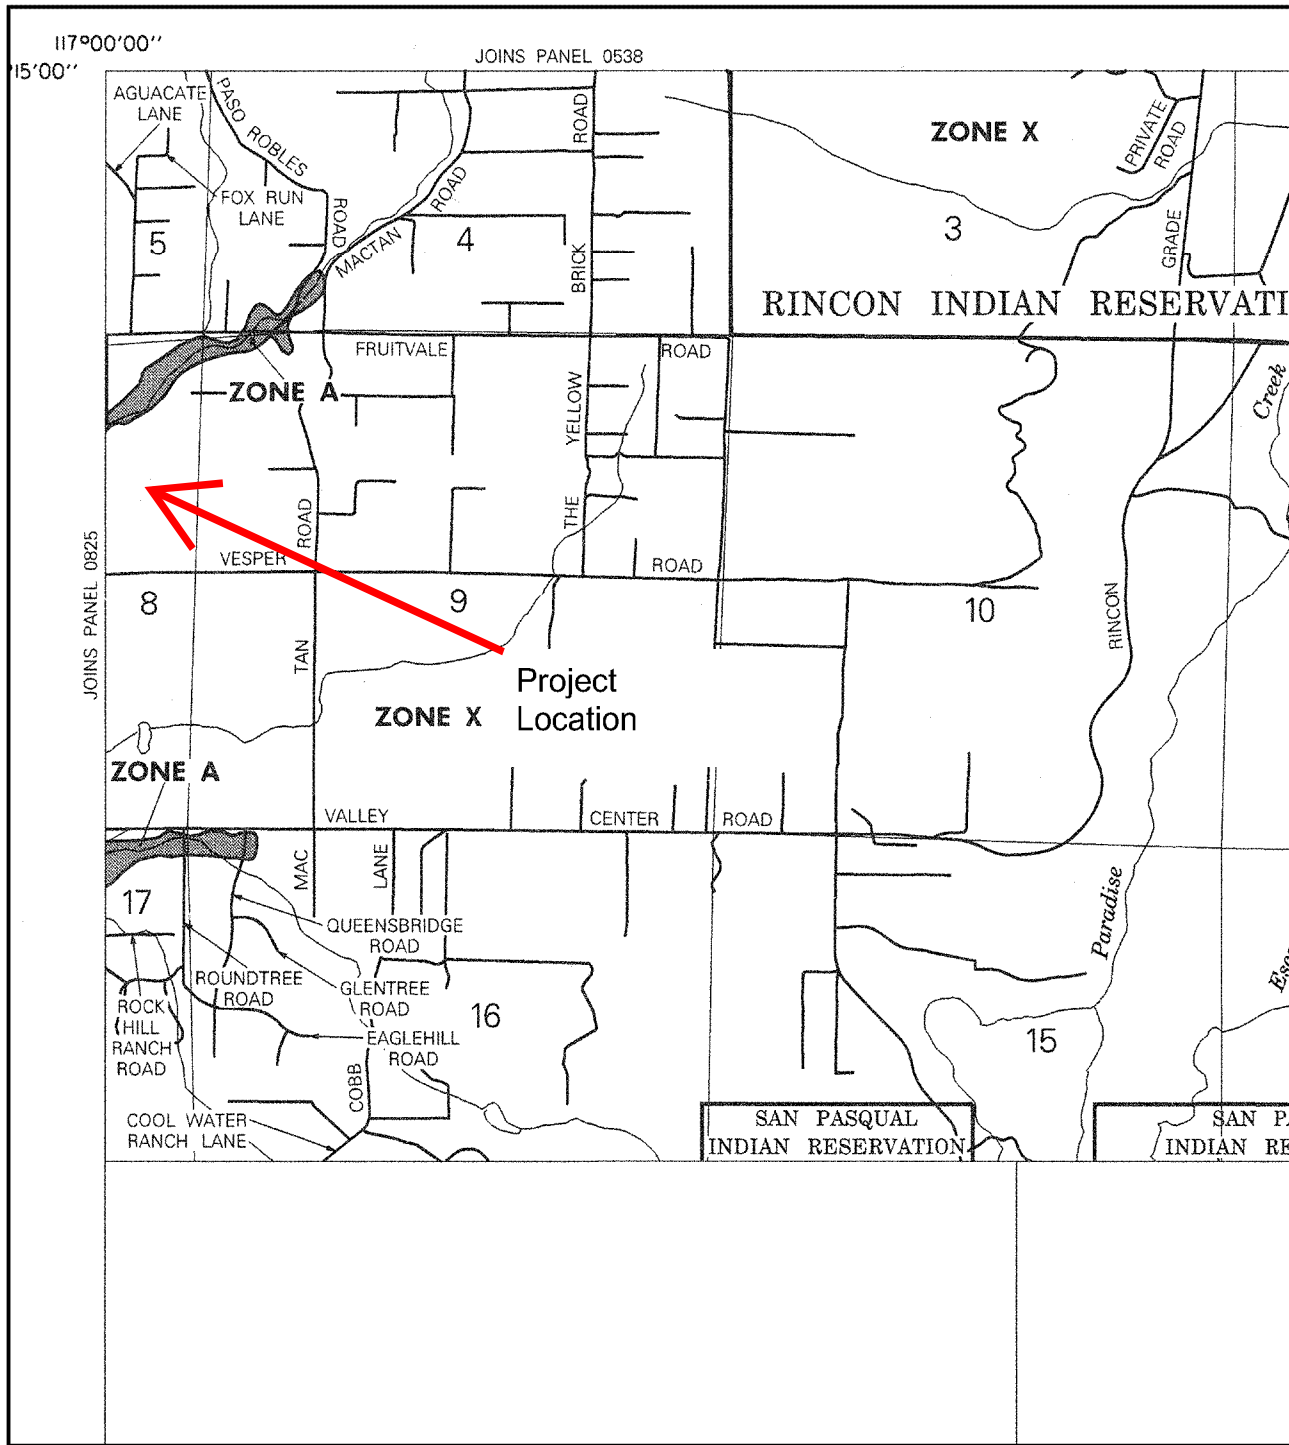 117°00'00''
15'00''
JOINS PANEL 0538
AGUACATE
LANE
PASO ROBLES
ROAD
FOX RUN
LANE
MACTAN
ROAD
5
4
ROAD
BRICK
YELLOW
THE
ZONE X
PRIVATE
ROAD
3
GRADE
RINCON INDIAN RESERVATI
FRUITVALE
ROAD
ZONE A
Creek
ROAD
VESPER
ROAD
JOINS PANEL 0825
8
9
10
TAN
RINCON
Project
Location
ZONE X
ZONE A
VALLEY
CENTER
ROAD
MAC
LANE
17
QUEENSBRIDGE
ROAD
Paradise
ROUNDTREE
ROAD
GLENTREE
ROAD
Esc
ROCK
HILL
RANCH
ROAD
16
EAGLEHILL
ROAD
15
COBB
COOL WATER
RANCH LANE
SAN PASQUAL
INDIAN RESERVATION
SAN PA
INDIAN RE